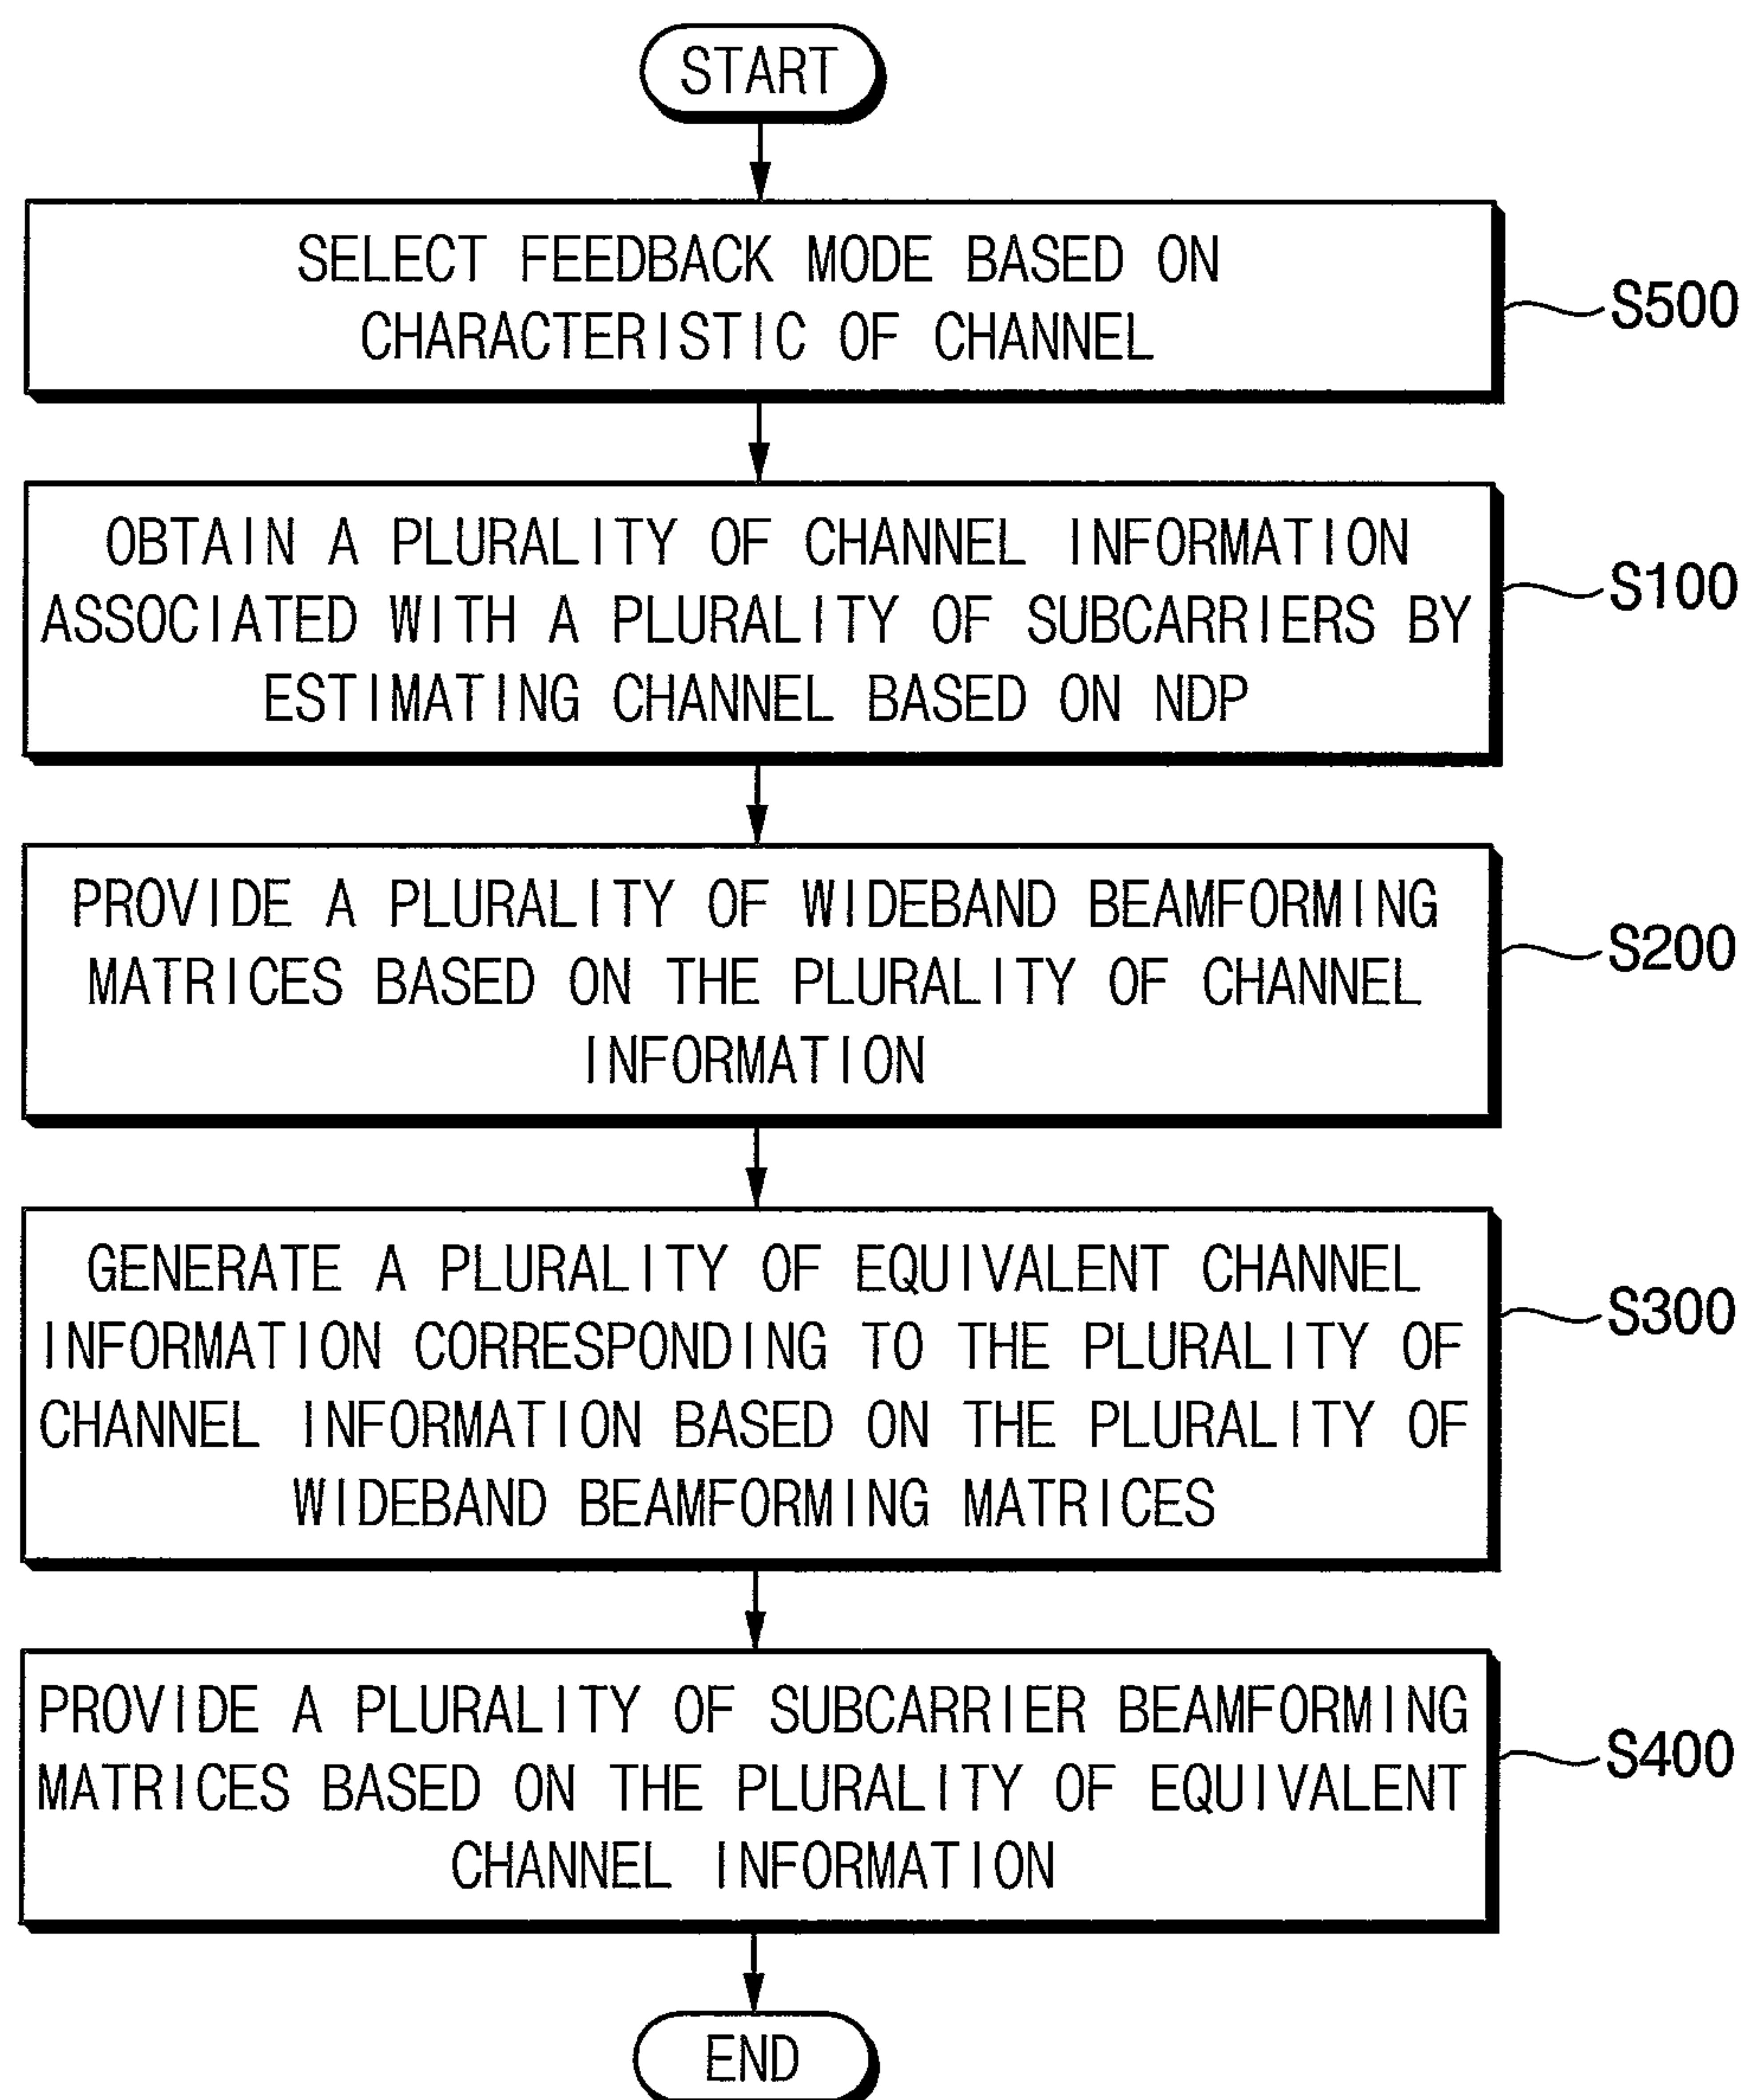 START
SELECT FEEDBACK MODE BASED ON
CHARACTERISTIC OF CHANNEL
S500
OBTAIN A PLURALITY OF CHANNEL INFORMATION
ASSOCIATED WITH A PLURALITY OF SUBCARRIERS BY
ESTIMATING CHANNEL BASED ON NDP
S100
PROVIDE A PLURALITY OF WIDEBAND BEAMFORMING
MATRICES BASED ON THE PLURALITY OF CHANNEL
INFORMATION
S200
GENERATE A PLURALITY OF EQUIVALENT CHANNEL
INFORMATION CORRESPONDING TO THE PLURALITY OF
CHANNEL INFORMATION BASED ON THE PLURALITY OF
WIDEBAND BEAMFORMING MATRICES
S300
PROVIDE A PLURALITY OF SUBCARRIER BEAMFORMING
MATRICES BASED ON THE PLURALITY OF EQUIVALENT
CHANNEL INFORMATION
S400
END